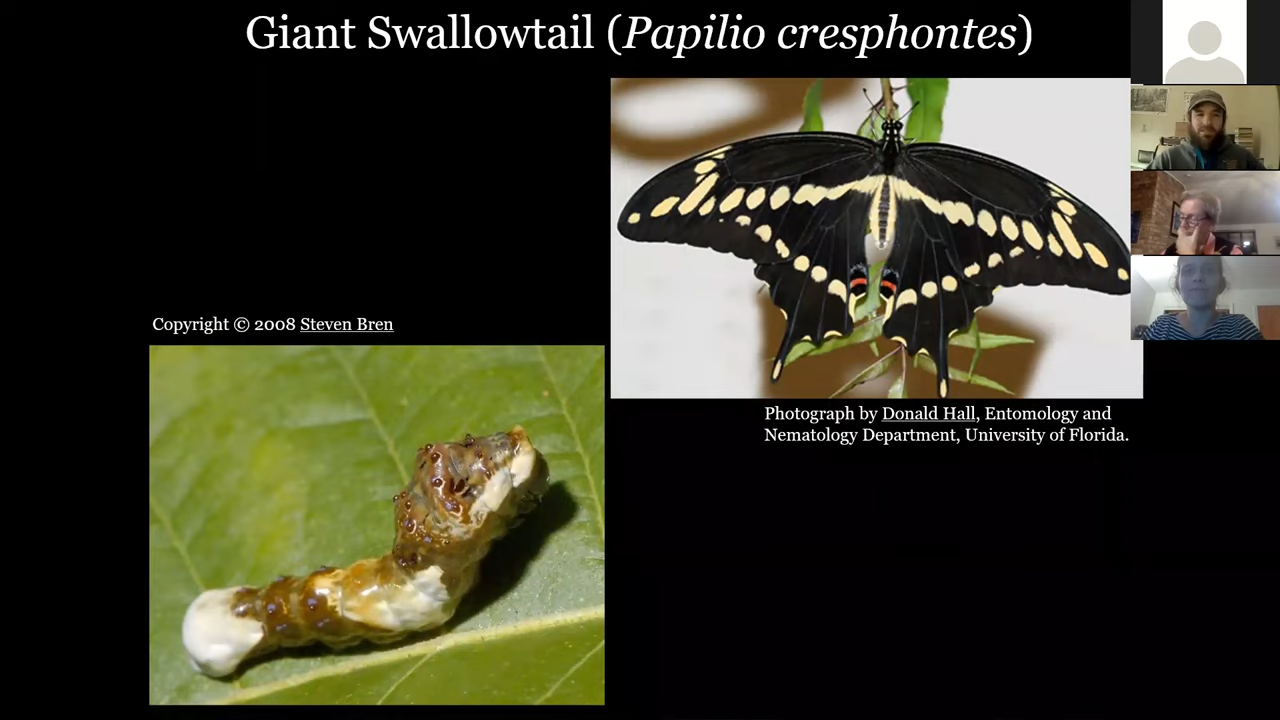 Giant Swallowtail (Papilio cresphontes)
Copyright © 2008 Steven Bren
Photograph by Donald Hall, Entomology and
Nematology Department, University of Florida.